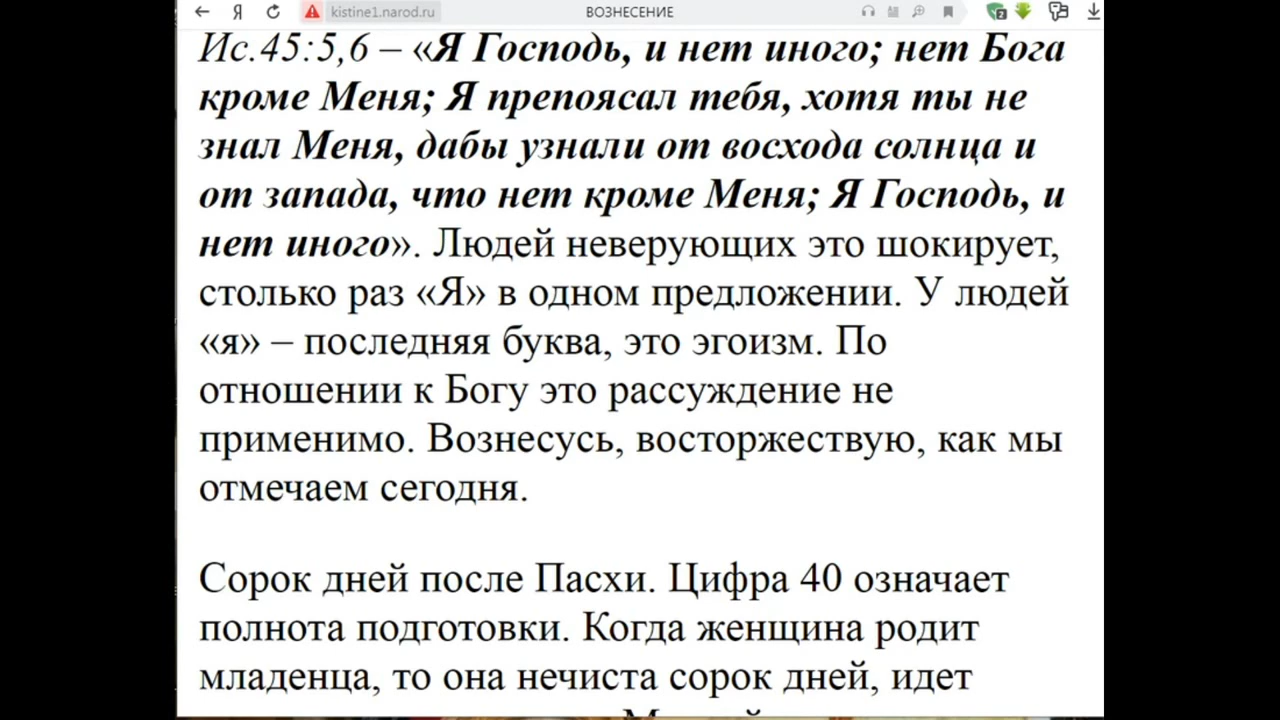 Я kistine1.narod.ru ВОЗНЕСЕНИЕ 2
Ис.45:5,6 – «Я Господь, и нет иного; нет Бога
кроме Меня; Я препоясал тебя, хотя ты не
знал Меня, дабы узнали от восхода солнца и
от запада, что нет кроме Меня; Я Господь, и
нет иного». Людей неверующих это шокирует,
столько раз «Я» в одном предложении. У людей
«я» – последняя буква, это эгоизм. По
отношении к Богу это рассуждение не
применимо. Вознесусь, восторжествую, как мы
отмечаем сегодня.
Сорок дней после Пасхи. Цифра 40 означает
полнота подготовки. Когда женщина родит
младенца, то она нечиста сорок дней, идет